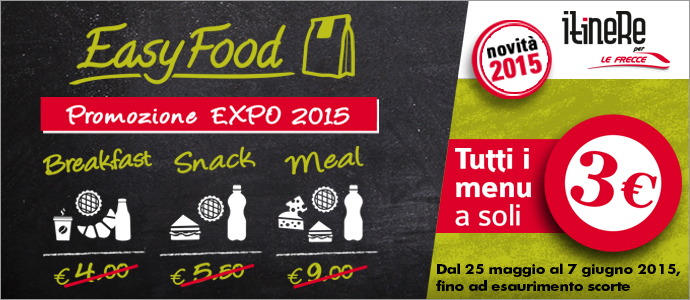 EasyFood
Promozione EXPO 2015
Breakfast Snack Meal
€ 4.00 € 5.50 € 9.00
novità
2015
itineRe
per
LE FRECCE
Tutti i
menu
a soli
3€
Dal 25 maggio al 7 giugno 2015,
fino ad esaurimento scorte